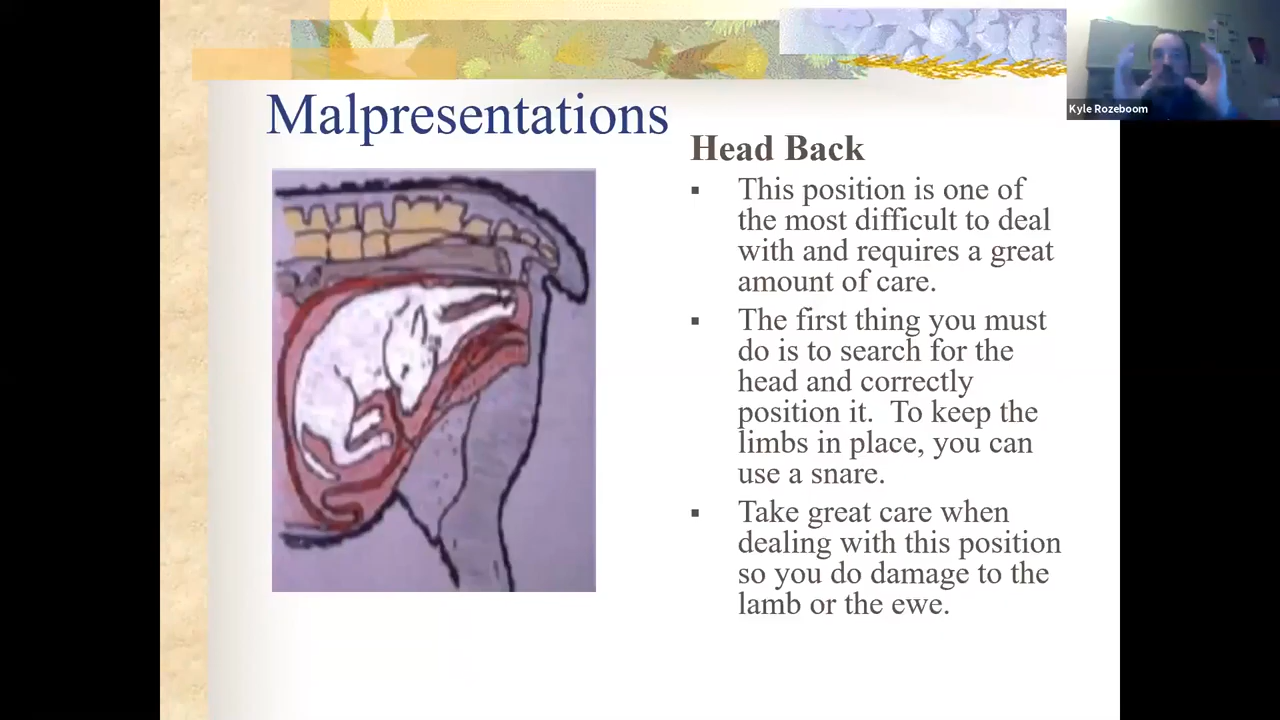 Malpresentations
Kyle Rozeboom
Head Back
▪ This position is one of
the most difficult to deal
with and requires a great
amount of care.
▪ The first thing you must
do is to search for the
head and correctly
position it.  To keep the
limbs in place, you can
use a snare.
▪ Take great care when
dealing with this position
so you do damage to the
lamb or the ewe.